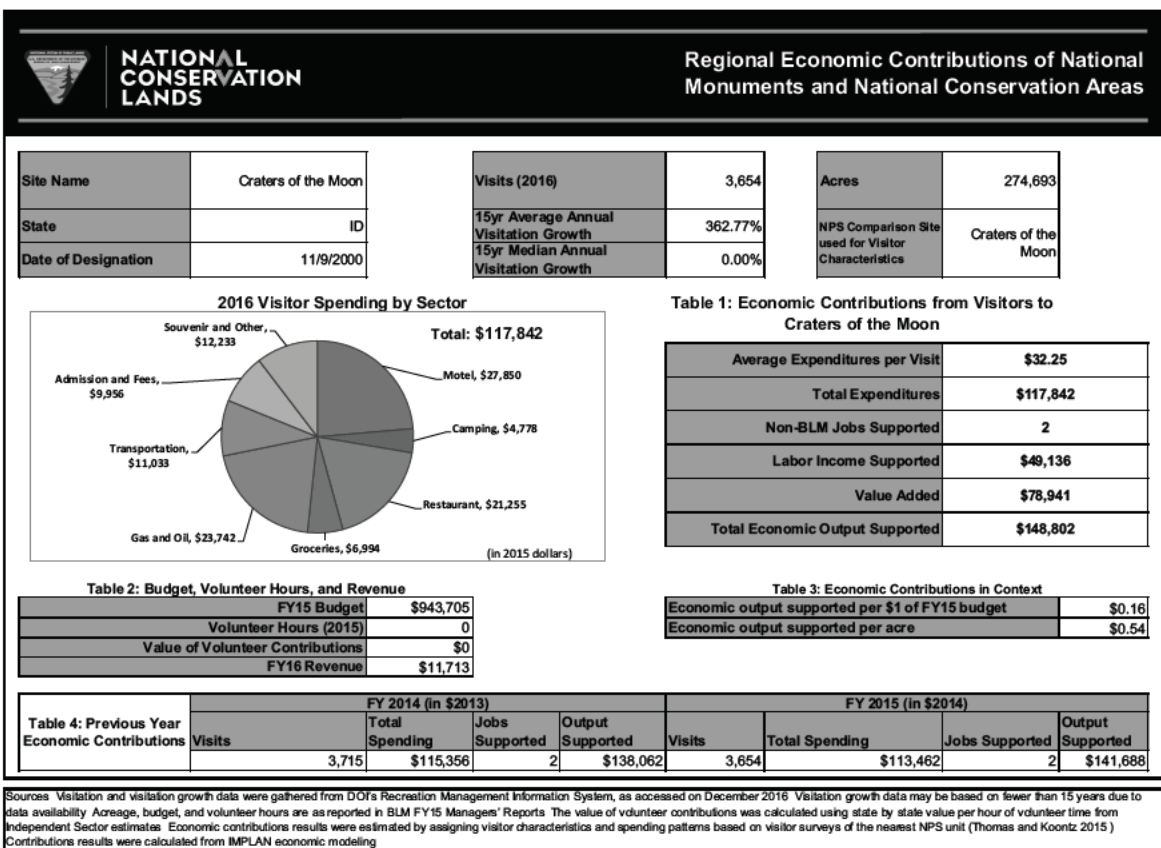 NATIONAL
CONSERVATION
LANDS
Regional Economic Contributions of National
Monuments and National Conservation Areas
Site Name Craters of the Moon
State ID
Date of Designation 11/9/2000
Visits (2016) 3,654
15yr Average Annual
Visitation Growth 362.77%
15yr Median Annual
Visitation Growth 0.00%
Acres 274,693
NPS Comparison Site
used for Visitor
Characteristics
Craters of the
Moon
2016 Visitor Spending by Sector
Total: $117,842
Souvenir and Other,
$12,233
Motel, $27,850
Admission and Fees,
$9,956
Camping, $4,778
Transportation,
$11,033
Restaurant, $21,255
Gas and Oil, $23,742
Groceries, $6,994
(in 2015 dollars)
Table 1: Economic Contributions from Visitors to
Craters of the Moon
Average Expenditures per Visit $32.25
Total Expenditures $117,842
Non-BLM Jobs Supported 2
Labor Income Supported $49,136
Value Added $78,941
Total Economic Output Supported $148,802
Table 2: Budget, Volunteer Hours, and Revenue
FY15 Budget $943,705
Volunteer Hours (2015) 0
Value of Volunteer Contributions $0
FY16 Revenue $11,713
Table 3: Economic Contributions in Context
Economic output supported per $1 of FY15 budget $0.16
Economic output supported per acre $0.54
Table 4: Previous Year
Economic Contributions
FY 2014 (in $2013) FY 2015 (in $2014)
Visits Total Spending Jobs Supported Output Supported Visits Total Spending Jobs Supported Output Supported
3,715 $115,356 2 $138,062 3,654 $113,462 2 $141,688
Sources Visitation and visitation growth data were gathered from DOI's Recreation Management Information System, as accessed on December 2016 Visitation growth data may be based on fewer than 15 years due to
data availability Acreage, budget, and volunteer hours are as reported in BLM FY15 Managers' Reports The value of volunteer contributions was calculated using state by state value per hour of volunteer time from
Independent Sector estimates Economic contributions results were estimated by assigning visitor characteristics and spending patterns based on visitor surveys of the nearest NPS unit (Thomas and Koontz 2015 )
Contributions results were calculated from IMPLAN economic modeling